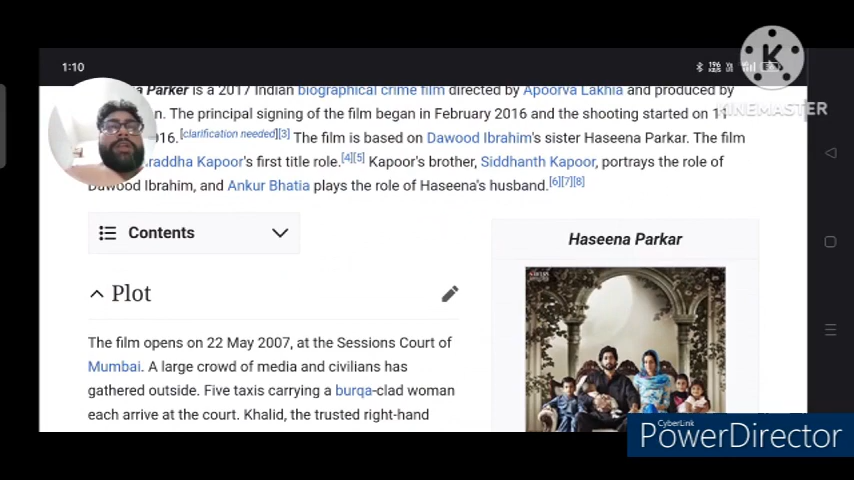 1:10
196
KB/S
KINEMASTER
a Parker is a 2017 Indian biographical crime film directed by Apoorva Lakhia and produced by
n. The principal signing of the film began in February 2016 and the shooting started on 11
16.[clarification needed][3] The film is based on Dawood Ibrahim's sister Haseena Parkar. The film
raddha Kapoor's first title role.[4][5] Kapoor's brother, Siddhanth Kapoor, portrays the role of
Dawood Ibrahim, and Ankur Bhatia plays the role of Haseena's husband.[6][7][8]
Contents
Haseena Parkar
Plot
The film opens on 22 May 2007, at the Sessions Court of
Mumbai. A large crowd of media and civilians has
gathered outside. Five taxis carrying a burqa-clad woman
each arrive at the court. Khalid, the trusted right-hand
CyberLink
PowerDirector